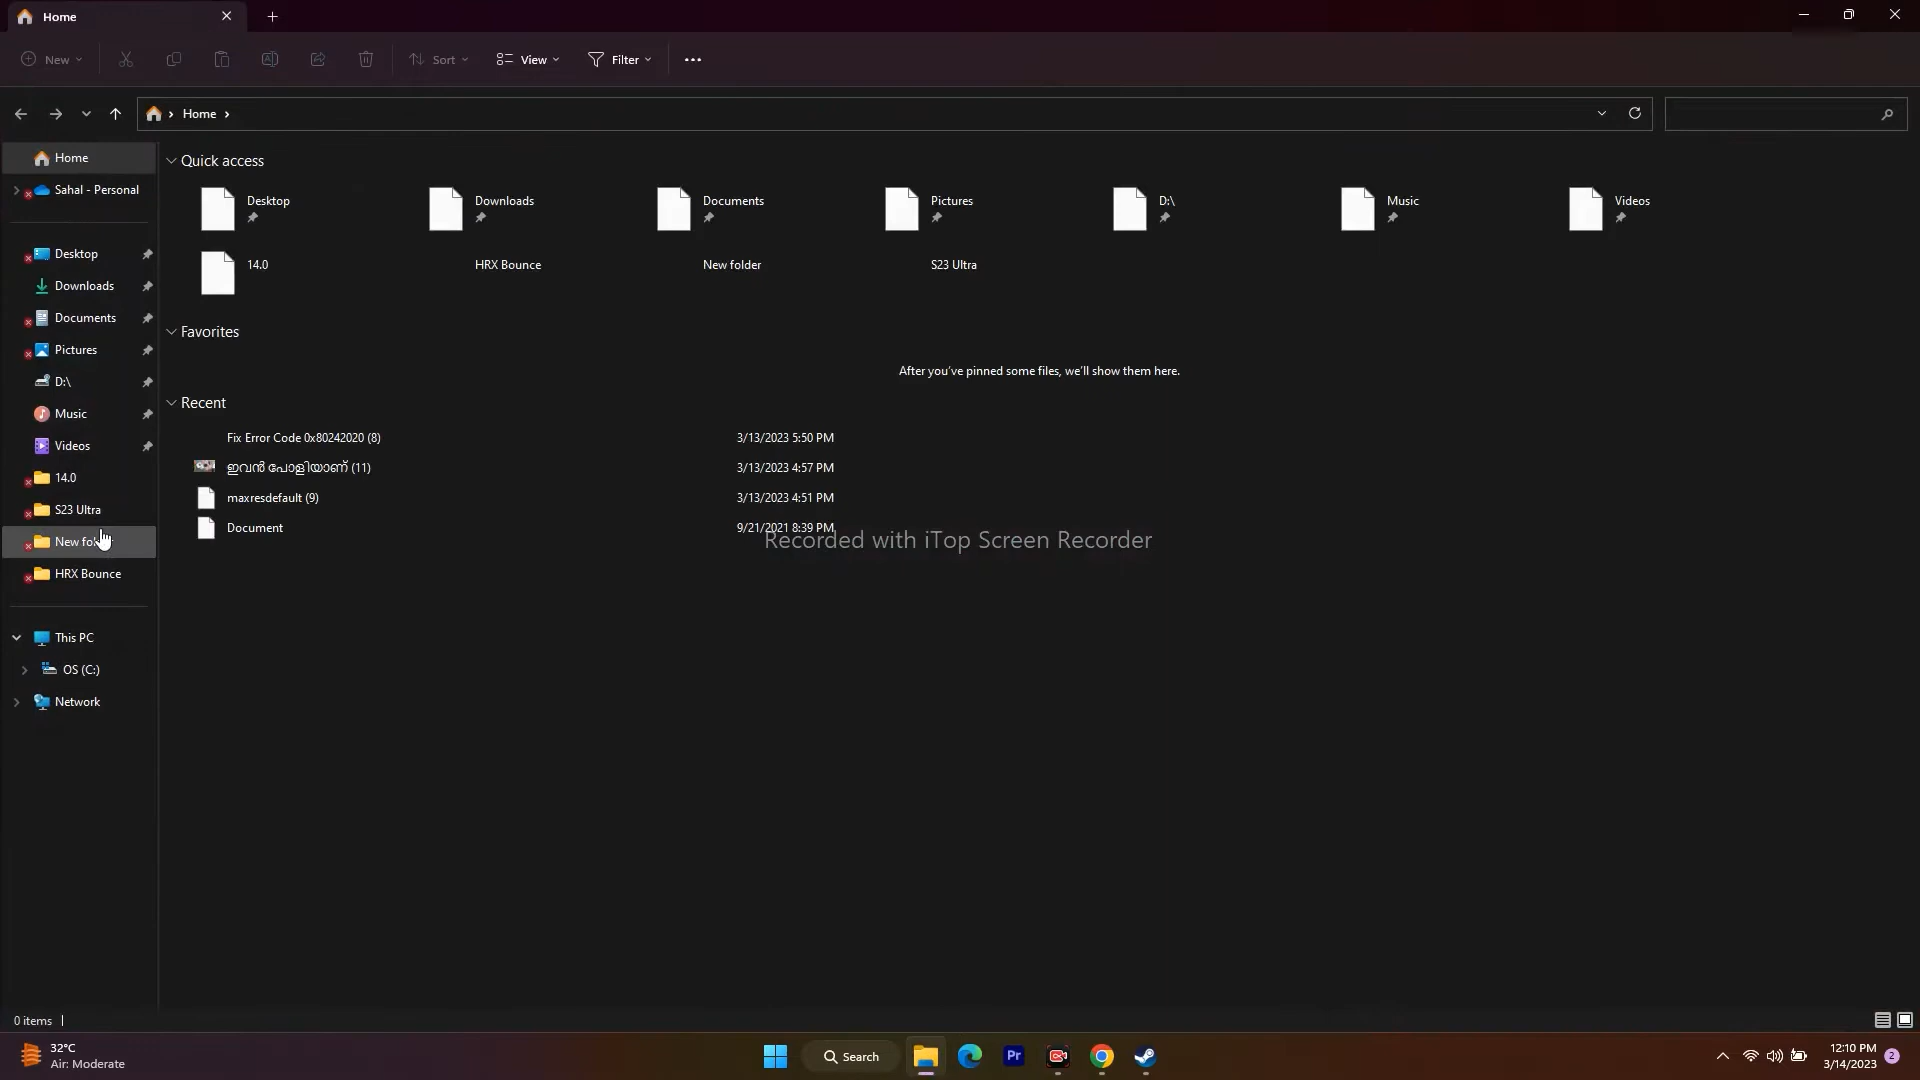 Home
New
Sort
View
Filter
Home
Home
Sahal - Personal
Desktop
Downloads
Documents
Pictures
D:\
Music
Videos
14.0
S23 Ultra
New fo
HRX Bounce
This PC
OS (C:)
Network
Quick access
Desktop
Downloads
Documents
Pictures
D:\
Music
Videos
14.0
HRX Bounce
New folder
S23 Ultra
Favorites
After you've pinned some files, we'll show them here.
Recent
Fix Error Code 0x80242020 (8) 3/13/2023 5:50 PM
ഇവൻ പോളിയാണ് (11) 3/13/2023 4:57 PM
maxresdefault (9) 3/13/2023 4:51 PM
Document 9/21/2021 8:39 PM
Recorded with iTop Screen Recorder
0 items
32°C
Air: Moderate
Search
Pr
12:10 PM
3/14/2023
2